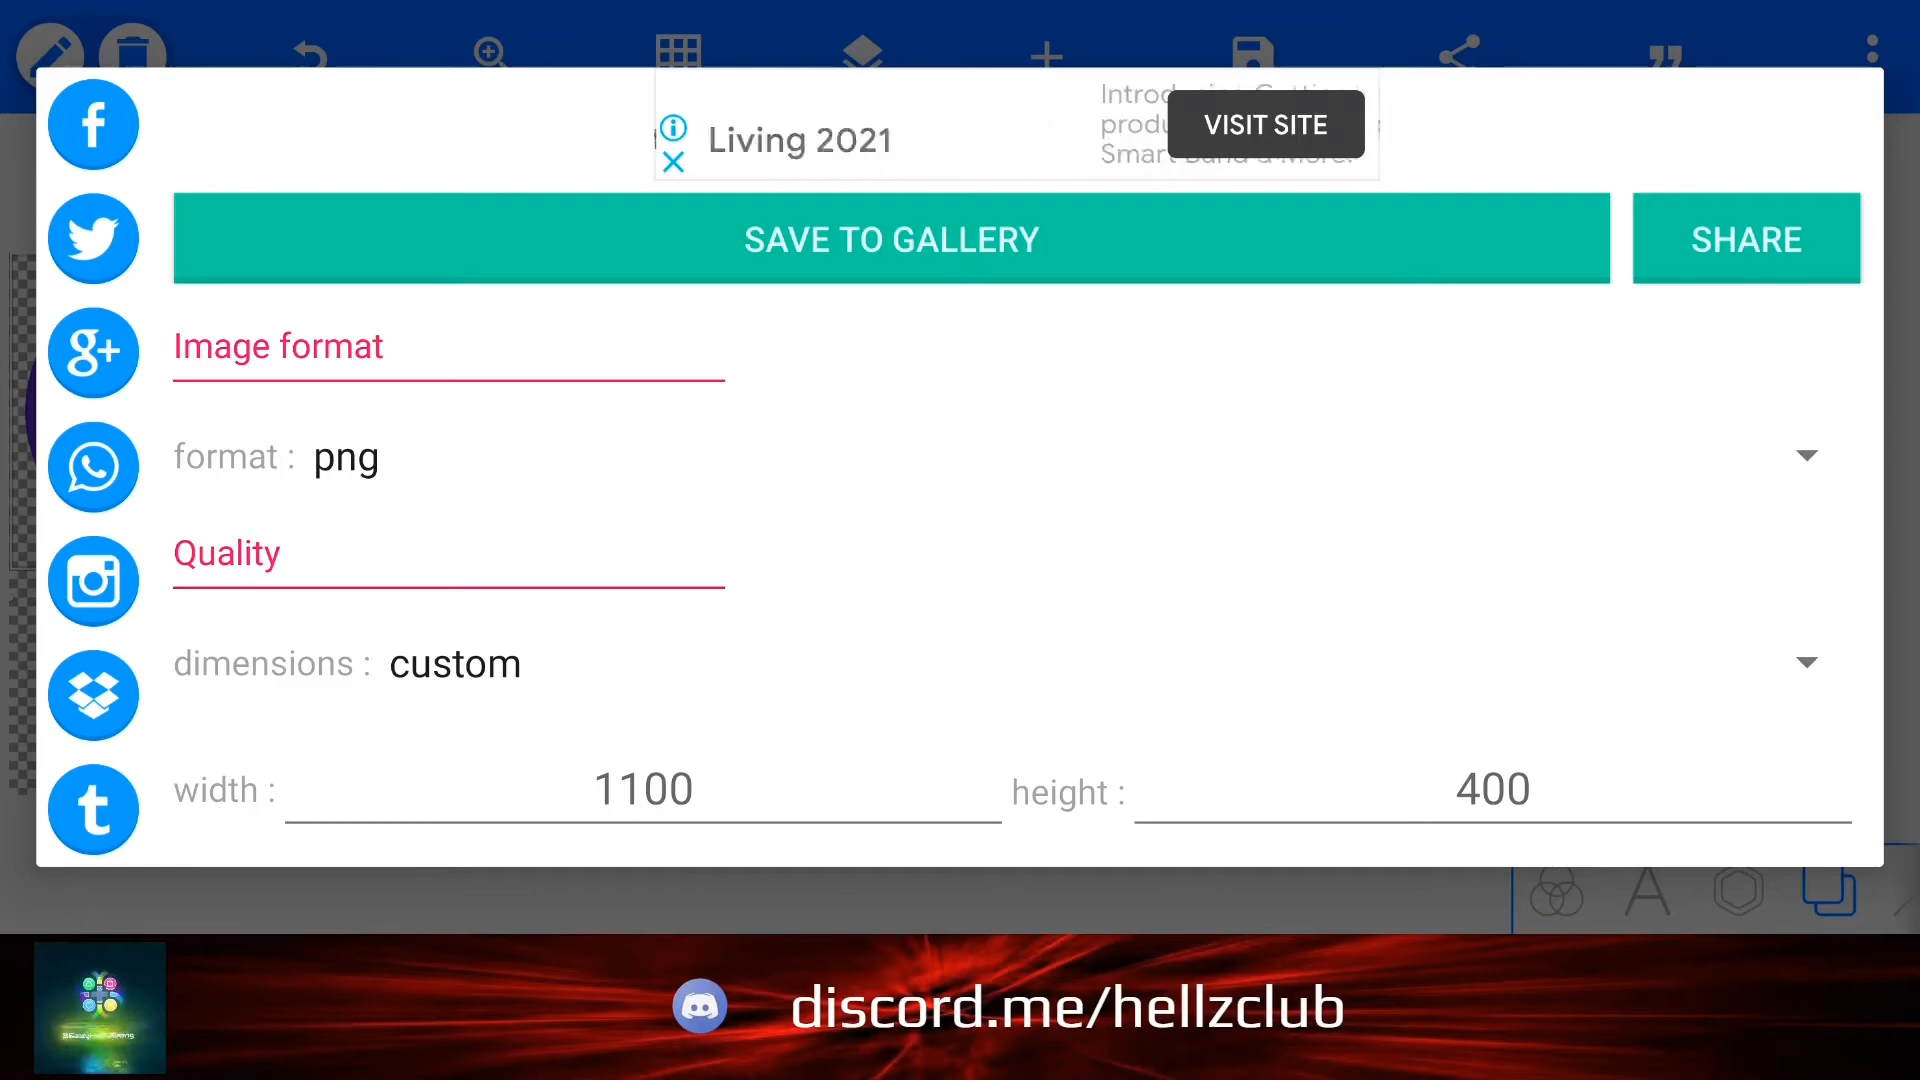 Living 2021
VISIT SITE
SAVE TO GALLERY
SHARE
Image format
format : png
Quality
dimensions : custom
width : 1100
height : 400
discord.me/hellzclub